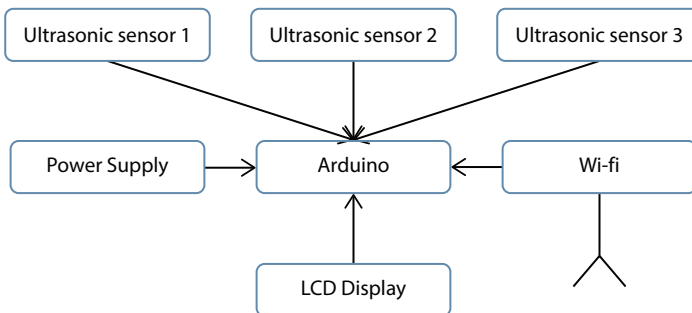 Ultrasonic sensor 1
Ultrasonic sensor 2
Ultrasonic sensor 3
Power Supply
Arduino
Wi-fi
LCD Display